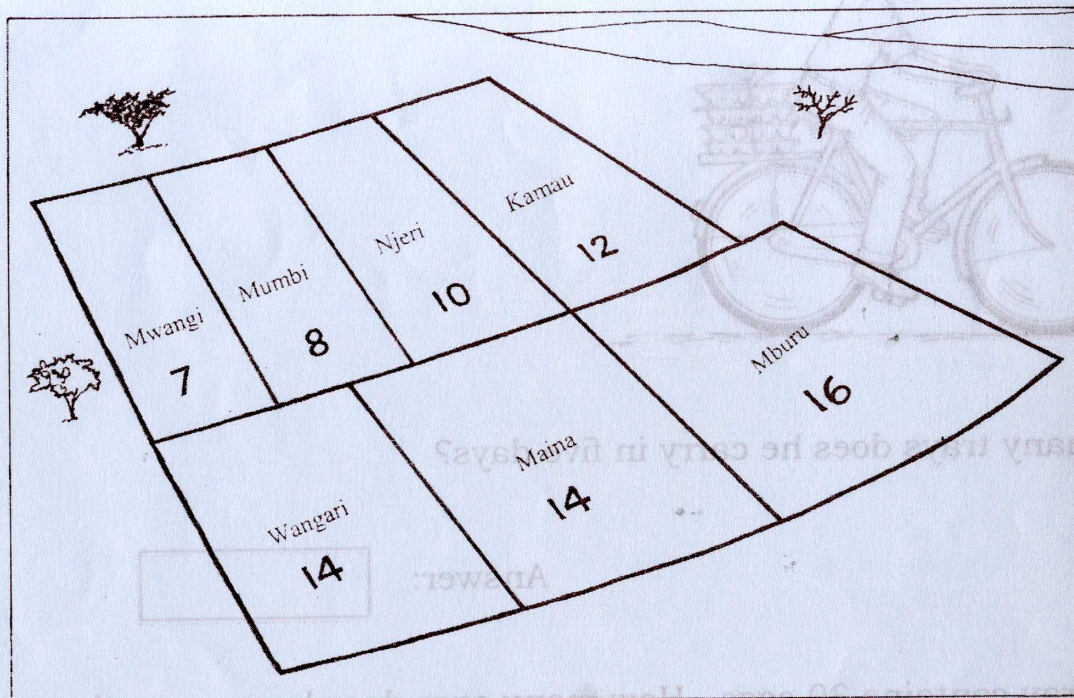 Kamau
12
Njeri
10
Mumbi
8
Mwangi
7
Mburu
16
Maina
14
Wangari
14
many trays does he carry in five days?
Answer: